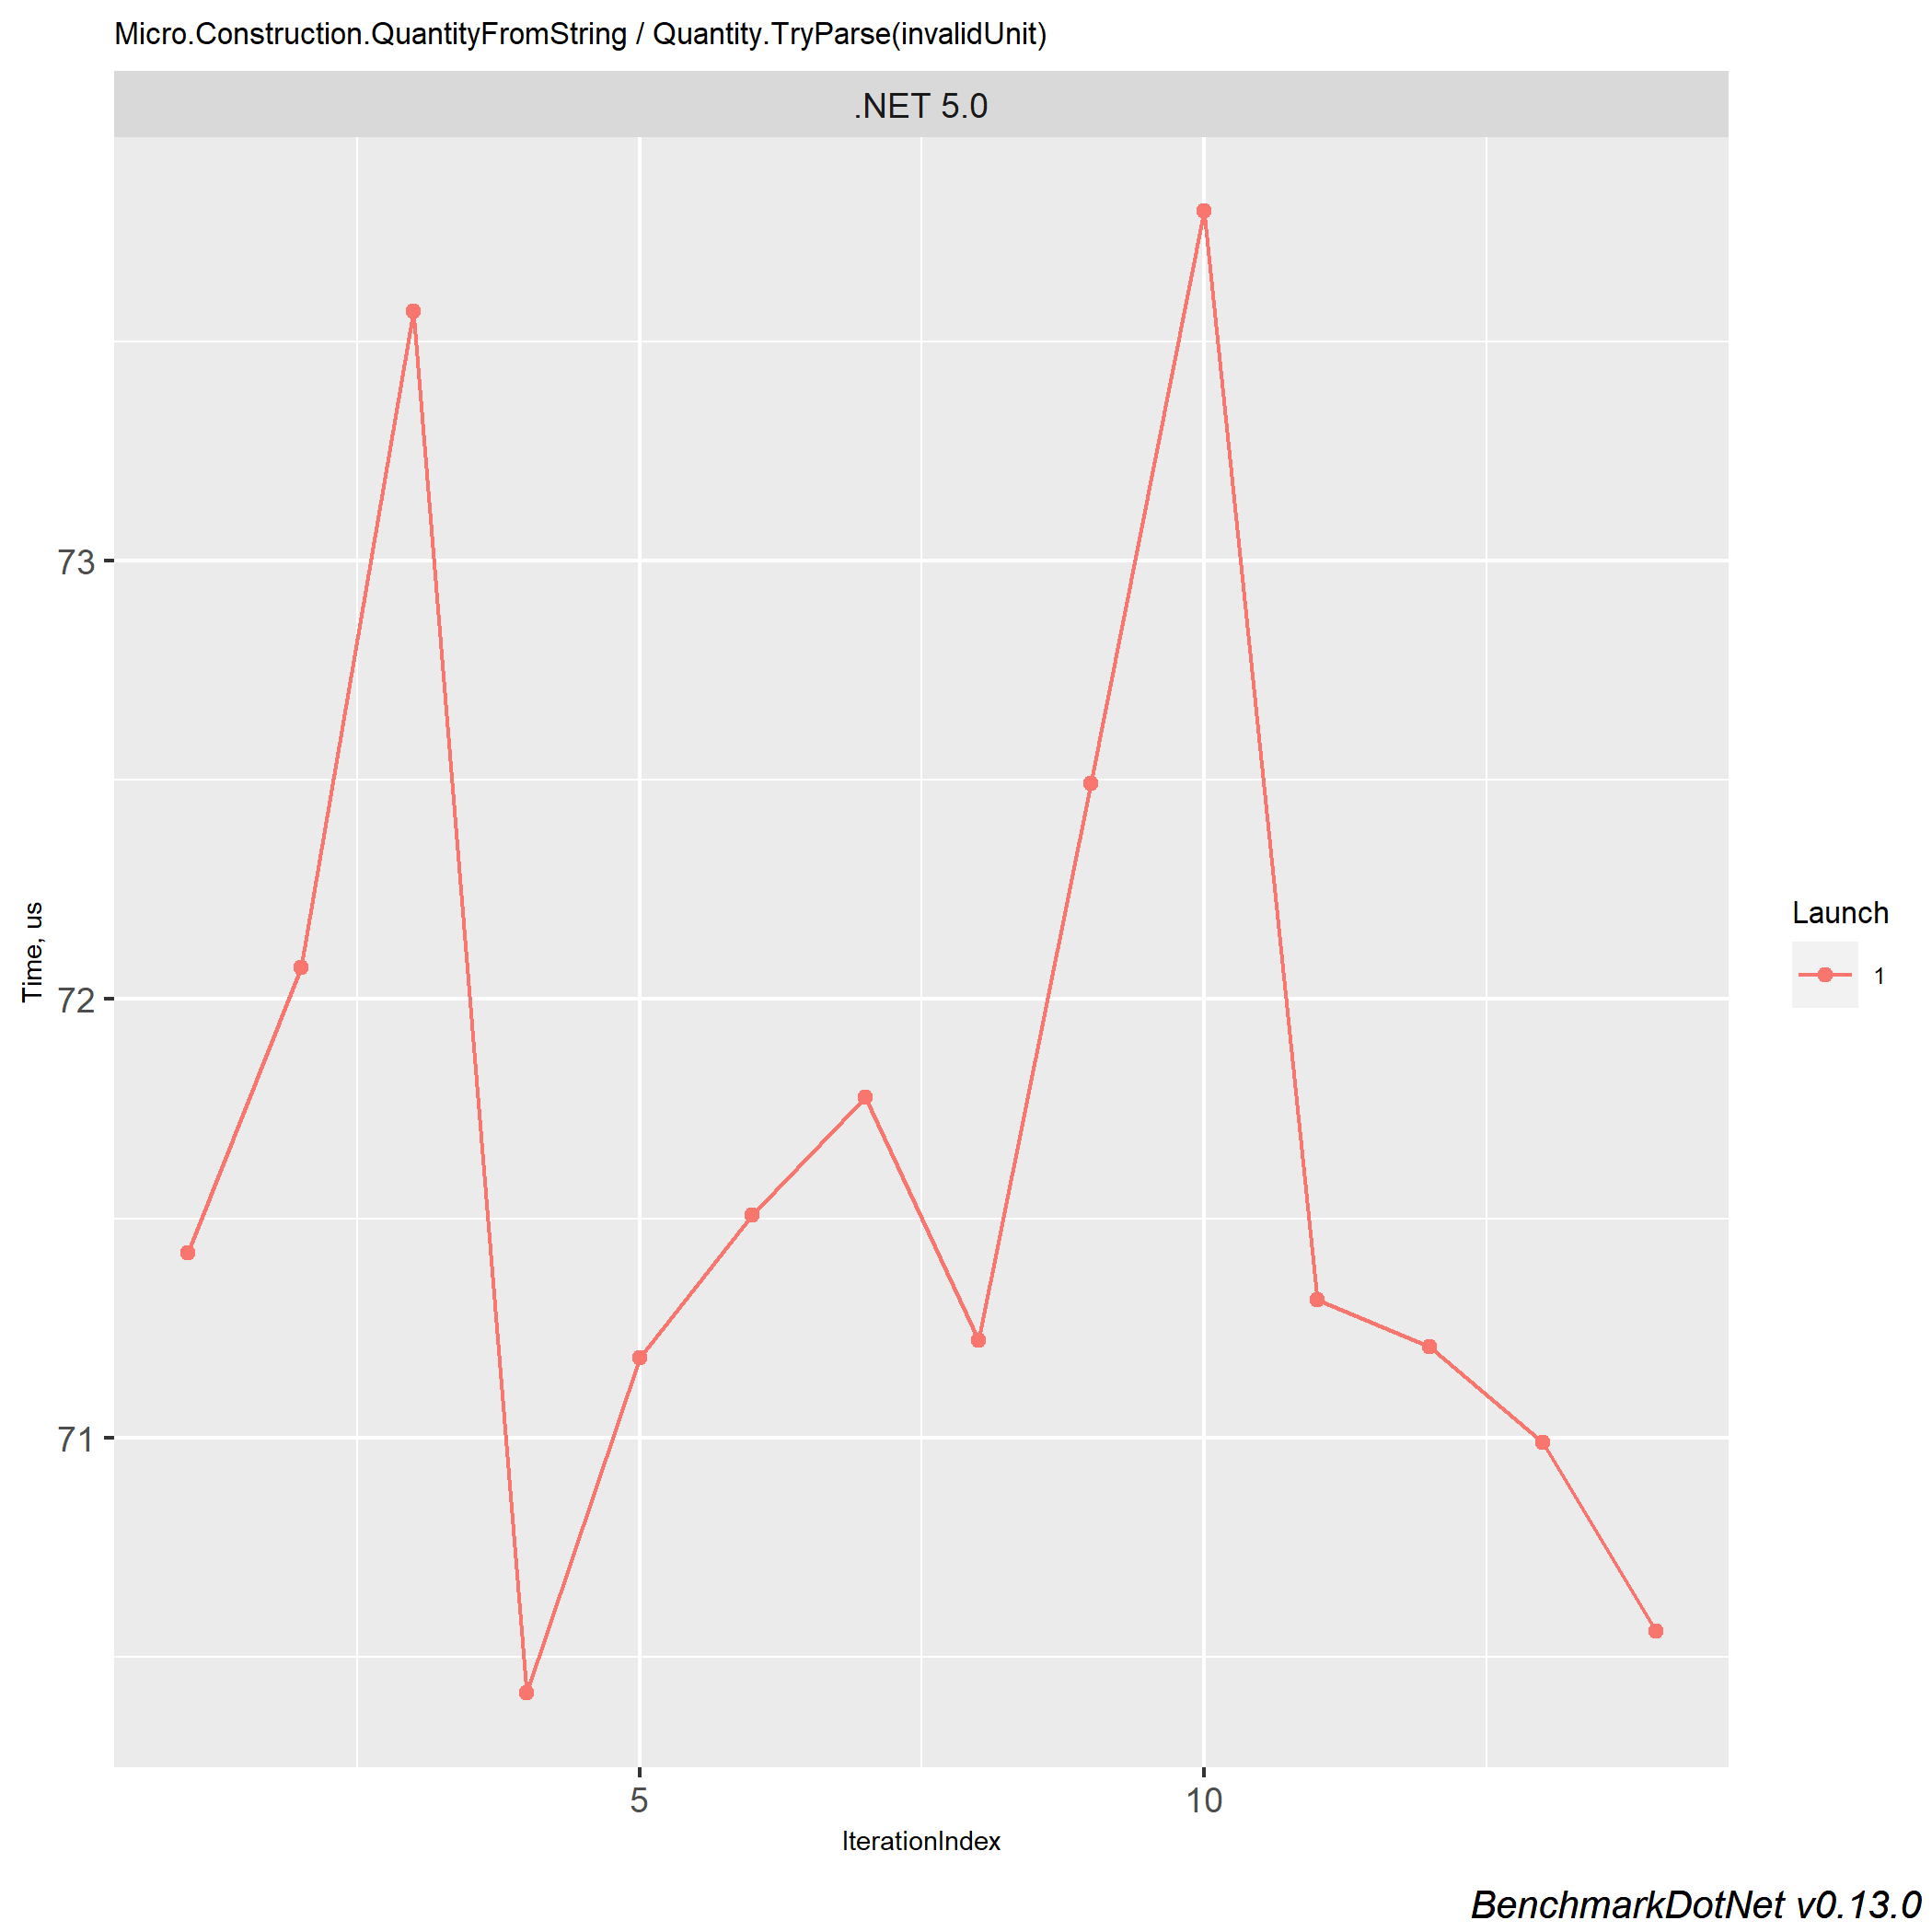 Micro.Construction.QuantityFromString / Quantity.TryParse(invalidUnit)
.NET 5.0
73
72
71
Time, us
5
10
IterationIndex
Launch
1
BenchmarkDotNet v0.13.0